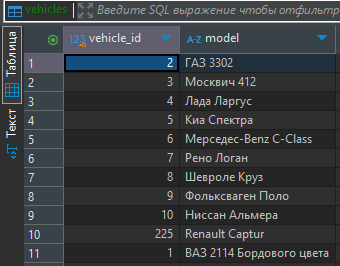 vehicles Введите SQL выражение чтобы отфильтр
Таблица
Текст
123 vehicle_id A-Z model
1 2 ГАЗ 3302
2 3 Москвич 412
3 4 Лада Ларгус
4 5 Киа Спектра
5 6 Мерседес-Benz C-Class
6 7 Рено Логан
7 8 Шевроле Круз
8 9 Фольксваген Поло
9 10 Ниссан Альмера
10 225 Renault Captur
11 1 ВАЗ 2114 Бордового цвета